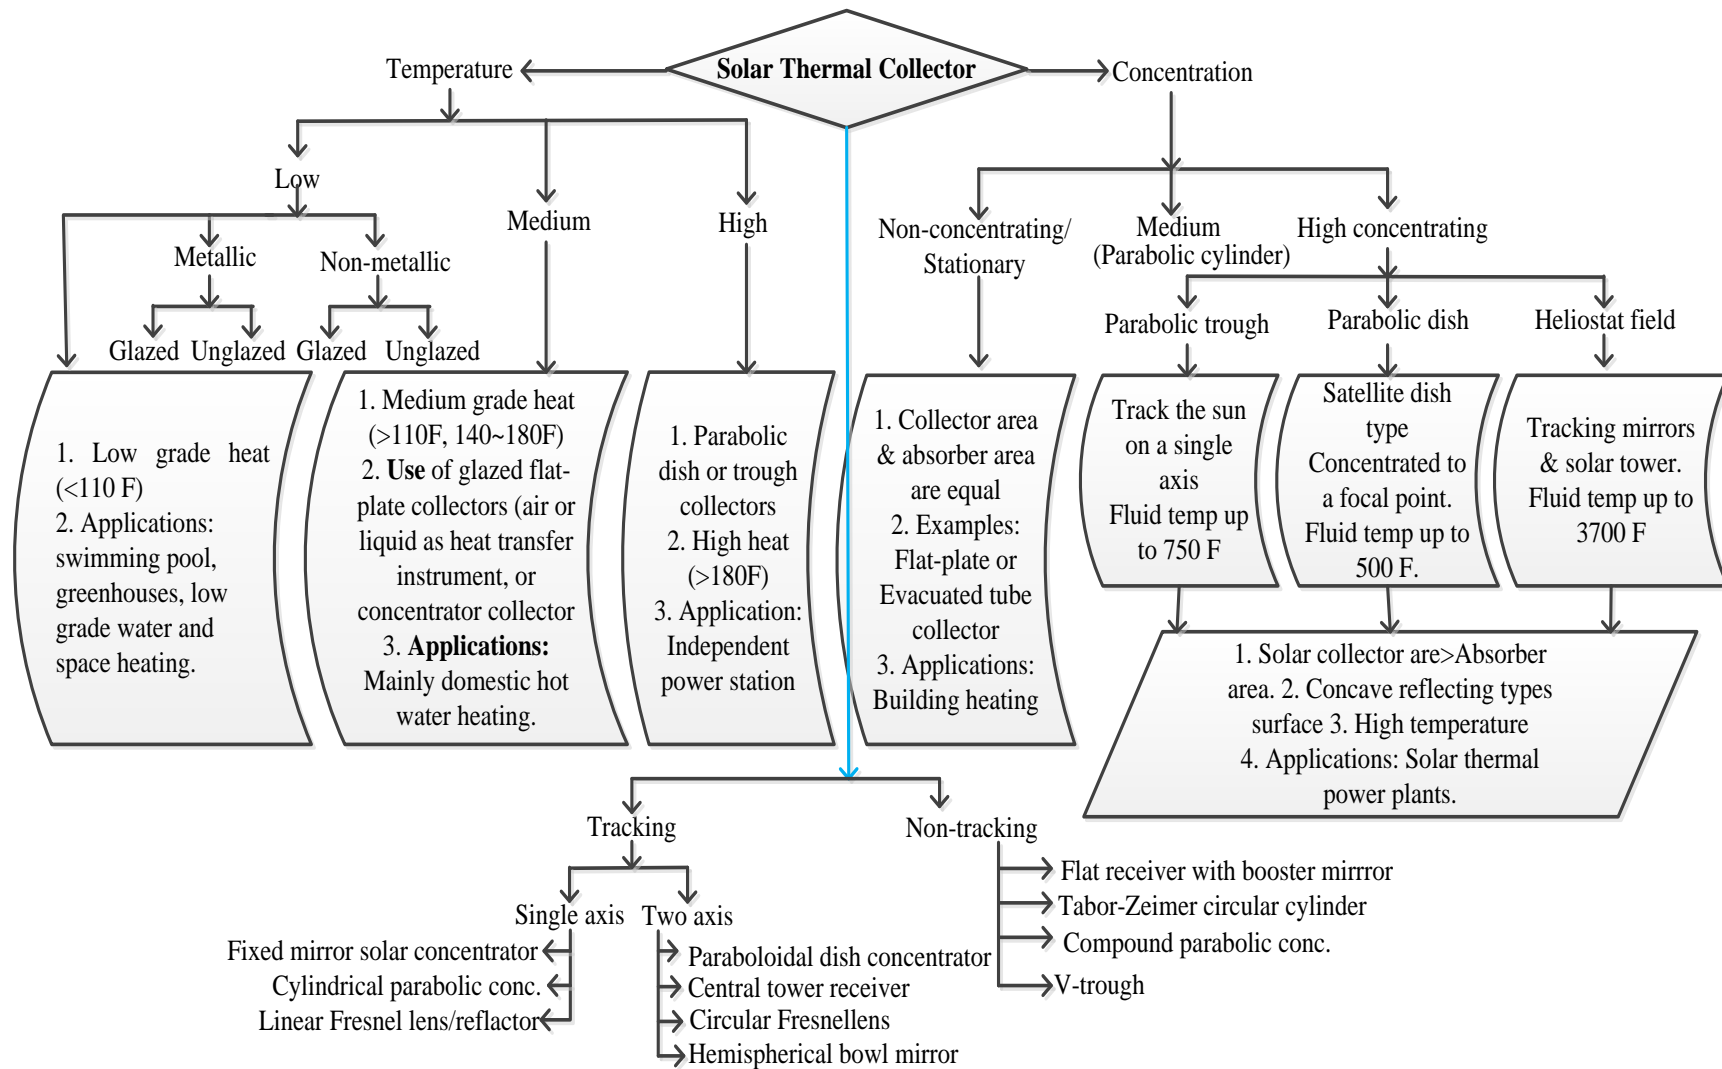 Solar Thermal Collector
Temperature
Concentration
Low
Medium
High
Metallic
Non-metallic
Glazed
Unglazed
Glazed
Unglazed
Non-concentrating/
Stationary
Medium
(Parabolic cylinder)
High concentrating
Parabolic trough
Parabolic dish
Heliostat field
1. Low grade heat
(<110 F)
2. Applications:
swimming pool,
greenhouses, low
grade water and
space heating.
1. Medium grade heat
(>110F, 140~180F)
2. Use of glazed flat-
plate collectors (air or
liquid as heat transfer
instrument, or
concentrator collector
3. Applications:
Mainly domestic hot
water heating.
1. Parabolic
dish or trough
collectors
2. High heat
(>180F)
3. Application:
Independent
power station
1. Collector area
& absorber area
are equal
2. Examples:
Flat-plate or
Evacuated tube
collector
3. Applications:
Building heating
Track the sun
on a single
axis
Fluid temp up
to 750 F
Satellite dish
type
Concentrated to
a focal point.
Fluid temp up to
500 F.
Tracking mirrors
& solar tower.
Fluid temp up to
3700 F
1. Solar collector are>Absorber
area. 2. Concave reflecting types
surface 3. High temperature
4. Applications: Solar thermal
power plants.
Tracking
Non-tracking
Single axis
Two axis
Fixed mirror solar concentrator
Cylindrical parabolic conc.
Linear Fresnel lens/reflactor
Paraboloidal dish concentrator
Central tower receiver
Circular Fresnellens
Hemispherical bowl mirror
Flat receiver with booster mirrror
Tabor-Zeimer circular cylinder
Compound parabolic conc.
V-trough